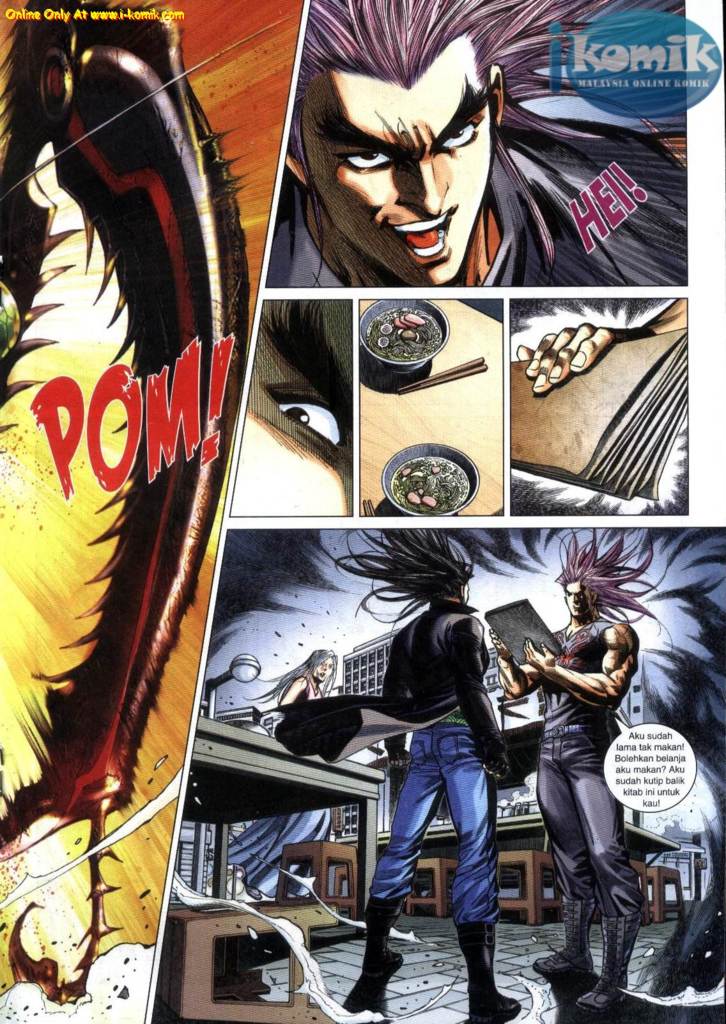 Online Only At www.i-komik.com
ikomik
MALAYSIA ONLINE KOMIK
HEI!
POM!
Aku sudah
lama tak makan!
Bolehkan belanja
aku makan? Aku
sudah kutip balik
kitab ini untuk
kau!